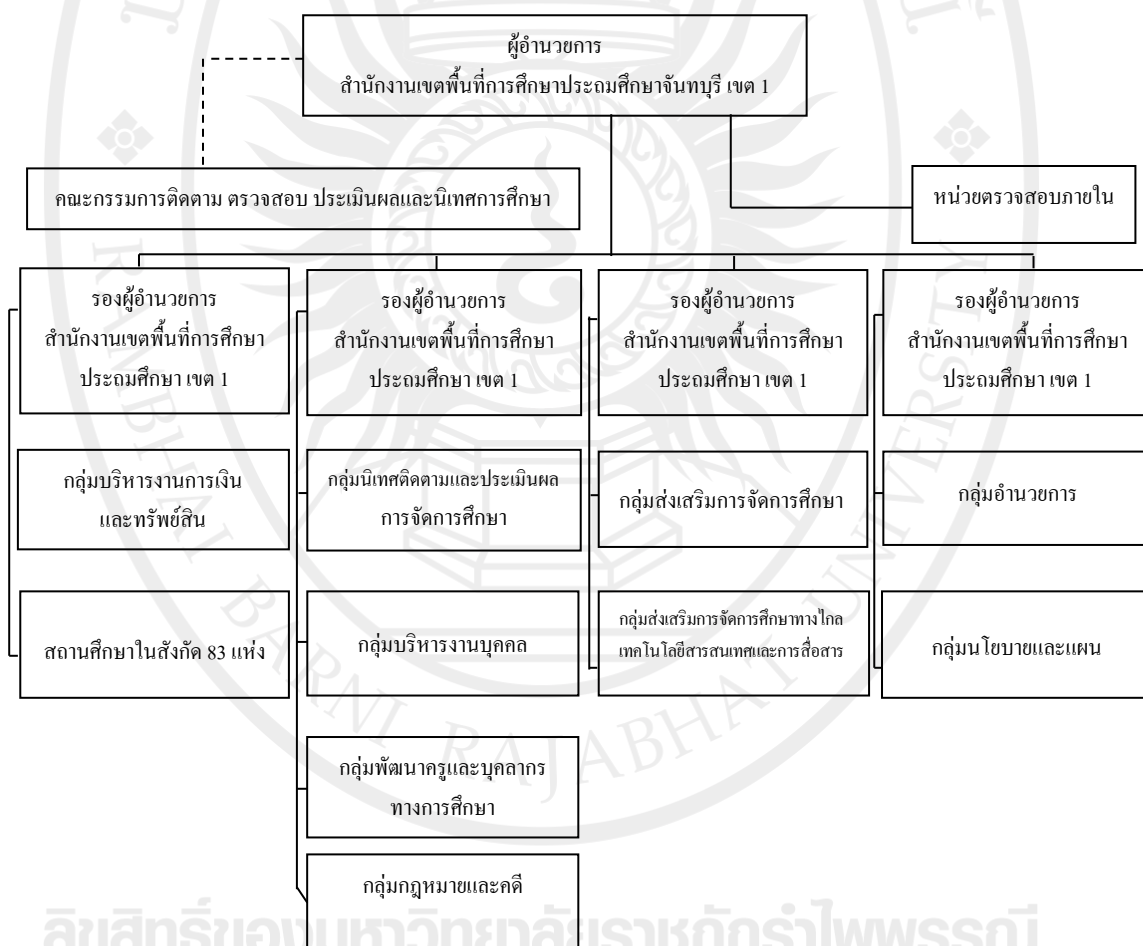 ผู้อำนวยการ
สำนักงานเขตพื้นที่การศึกษาประถมศึกษาจันทบุรี เขต 1
คณะกรรมการติดตาม ตรวจสอบ ประเมินผลและนิเทศการศึกษา
หน่วยตรวจสอบภายใน
รองผู้อำนวยการ
สำนักงานเขตพื้นที่การศึกษา
ประถมศึกษา เขต 1
รองผู้อำนวยการ
สำนักงานเขตพื้นที่การศึกษา
ประถมศึกษา เขต 1
รองผู้อำนวยการ
สำนักงานเขตพื้นที่การศึกษา
ประถมศึกษา เขต 1
รองผู้อำนวยการ
สำนักงานเขตพื้นที่การศึกษา
ประถมศึกษา เขต 1
กลุ่มบริหารงานการเงิน
และทรัพย์สิน
กลุ่มนิเทศติดตามและประเมินผล
การจัดการศึกษา
กลุ่มส่งเสริมการจัดการศึกษา
กลุ่มอำนวยการ
สถานศึกษาในสังกัด 83 แห่ง
กลุ่มบริหารงานบุคคล
กลุ่มส่งเสริมการจัดการศึกษาทางไกล
เทคโนโลยีสารสนเทศและการสื่อสาร
กลุ่มนโยบายและแผน
กลุ่มพัฒนาครูและบุคลากร
ทางการศึกษา
กลุ่มกฎหมายและคดี
RAMBHAI BARNI RAJABHAT UNIVERSITY
ลิขสิทธิ์ของมหาวิทยาลัยราชภัฏรำไพพรรณี